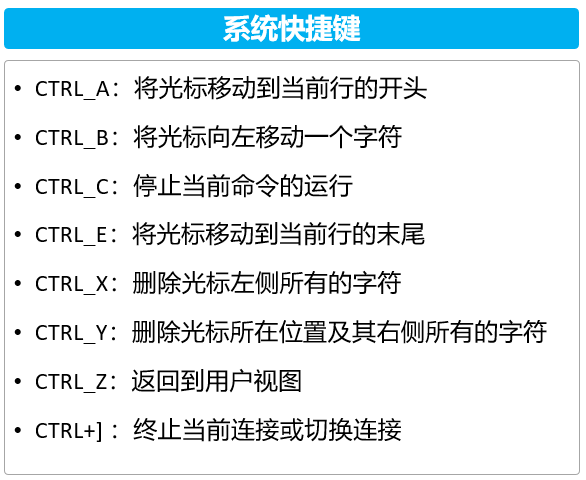 系统快捷键
• CTRL_A：将光标移动到当前行的开头
• CTRL_B：将光标向左移动一个字符
• CTRL_C：停止当前命令的运行
• CTRL_E：将光标移动到当前行的末尾
• CTRL_X：删除光标左侧所有的字符
• CTRL_Y：删除光标所在位置及其右侧所有的字符
• CTRL_Z：返回到用户视图
• CTRL+]：终止当前连接或切换连接